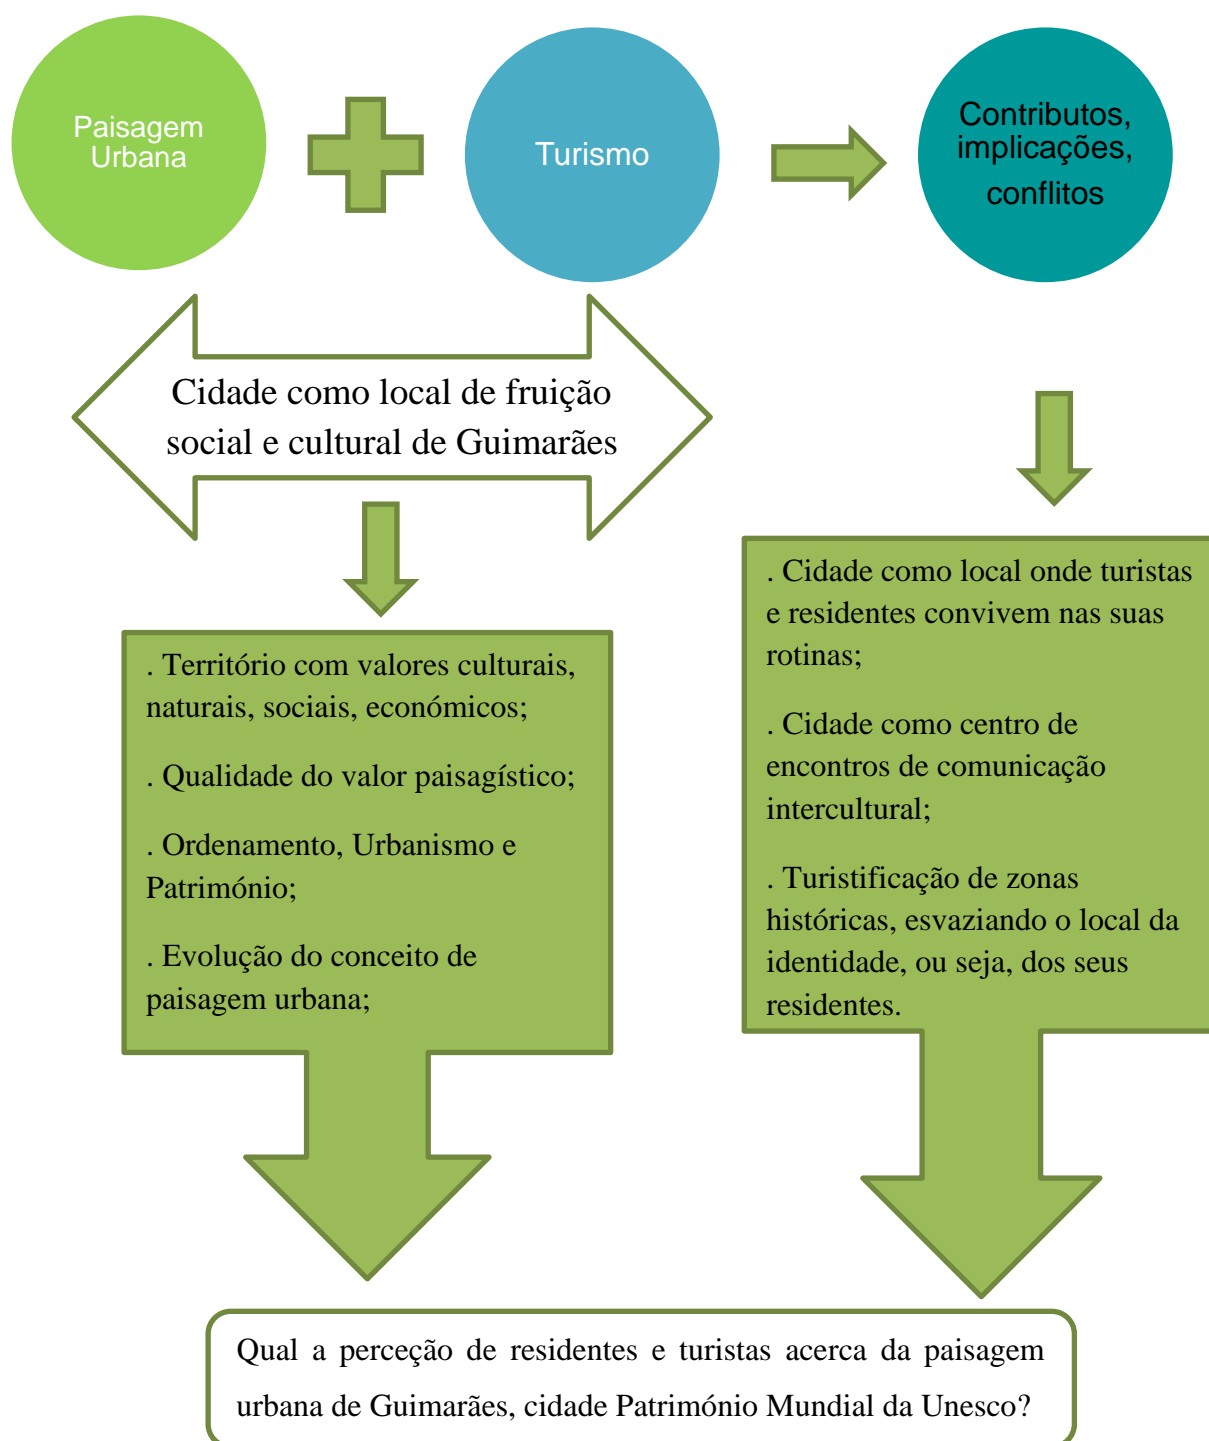 Paisagem
Urbana
Turismo
Contributos,
implicações,
conflitos
Cidade como local de fruição
social e cultural de Guimarães
. Território com valores culturais,
naturais, sociais, económicos;
. Qualidade do valor paisagístico;
. Ordenamento, Urbanismo e
Património;
. Evolução do conceito de
paisagem urbana;
. Cidade como local onde turistas
e residentes convivem nas suas
rotinas;
. Cidade como centro de
encontros de comunicação
intercultural;
. Turistificação de zonas
históricas, esvaziando o local da
identidade, ou seja, dos seus
residentes.
Qual a perceção de residentes e turistas acerca da paisagem
urbana de Guimarães, cidade Património Mundial da Unesco?